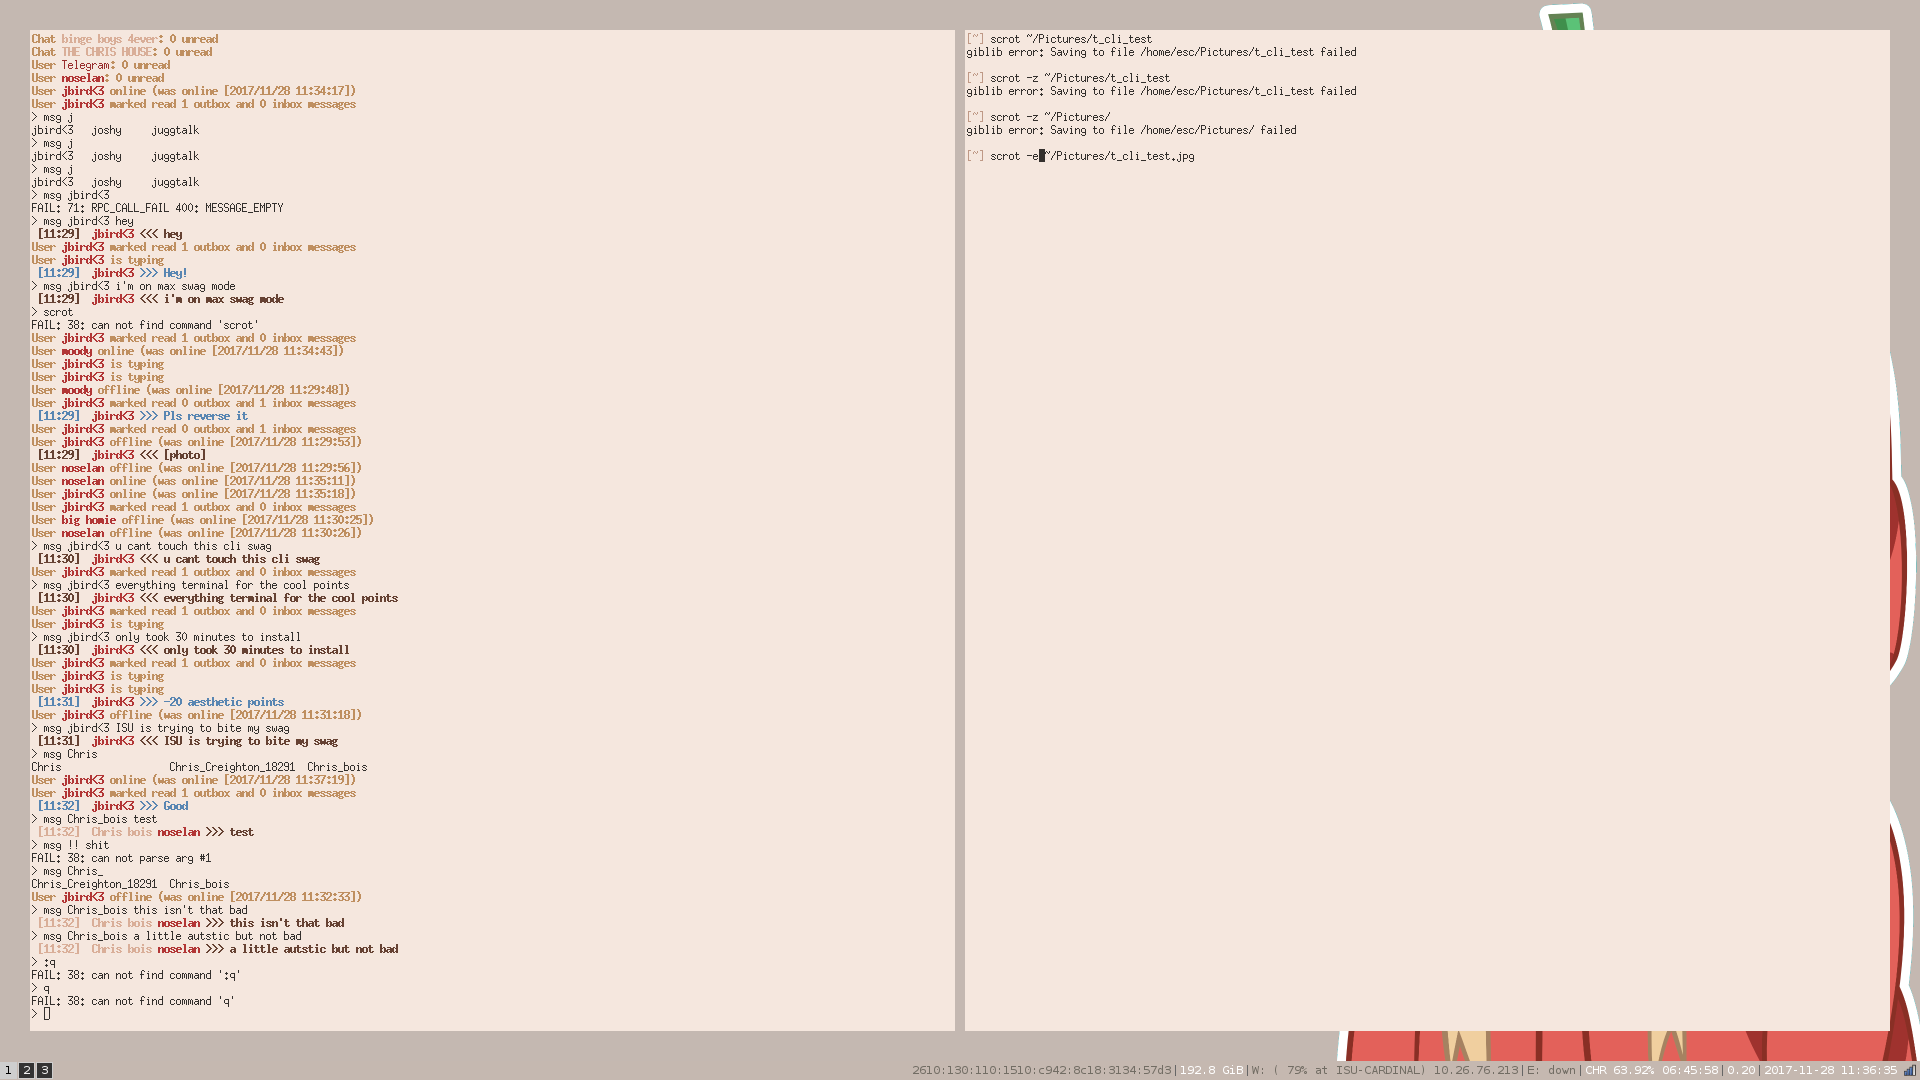 Chat binge boys 4ever: 0 unread
Chat THE CHRIS HOUSE: 0 unread
User Telegram: 0 unread
User noselan: 0 unread
User jbird<3 online (was online [2017/11/28 11:34:17])
User jbird<3 marked read 1 outbox and 0 inbox messages
> msg j
jbird<3   joshy     juggtalk
> msg j
jbird<3   joshy     juggtalk
> msg j
jbird<3   joshy     juggtalk
> msg jbird<3
FAIL: 71: RPC_CALL_FAIL 400: MESSAGE_EMPTY
> msg jbird<3 hey
[11:29]  jbird<3 <<< hey
User jbird<3 marked read 1 outbox and 0 inbox messages
User jbird<3 is typing
[11:29]  jbird<3 >>> Hey!
> msg jbird<3 i'm on max swag mode
[11:29]  jbird<3 <<< i'm on max swag mode
> scrot
FAIL: 38: can not find command 'scrot'
User jbird<3 marked read 1 outbox and 0 inbox messages
User moody online (was online [2017/11/28 11:34:43])
User jbird<3 is typing
User jbird<3 is typing
User moody offline (was online [2017/11/28 11:29:48])
User jbird<3 marked read 0 outbox and 1 inbox messages
[11:29]  jbird<3 >>> Pls reverse it
User jbird<3 marked read 0 outbox and 1 inbox messages
User jbird<3 offline (was online [2017/11/28 11:29:53])
[11:29]  jbird<3 <<< [photo]
User noselan offline (was online [2017/11/28 11:29:56])
User noselan online (was online [2017/11/28 11:35:11])
User jbird<3 online (was online [2017/11/28 11:35:18])
User jbird<3 marked read 1 outbox and 0 inbox messages
User big homie offline (was online [2017/11/28 11:30:25])
User noselan offline (was online [2017/11/28 11:30:26])
> msg jbird<3 u cant touch this cli swag
[11:30]  jbird<3 <<< u cant touch this cli swag
User jbird<3 marked read 1 outbox and 0 inbox messages
> msg jbird<3 everything terminal for the cool points
[11:30]  jbird<3 <<< everything terminal for the cool points
User jbird<3 marked read 1 outbox and 0 inbox messages
User jbird<3 is typing
> msg jbird<3 only took 30 minutes to install
[11:30]  jbird<3 <<< only took 30 minutes to install
User jbird<3 marked read 1 outbox and 0 inbox messages
User jbird<3 is typing
User jbird<3 is typing
[11:31]  jbird<3 >>> -20 aesthetic points
User jbird<3 offline (was online [2017/11/28 11:31:18])
> msg jbird<3 ISU is trying to bite my swag
[11:31]  jbird<3 <<< ISU is trying to bite my swag
> msg Chris
Chris                  Chris_Creighton_18291  Chris_bois
User jbird<3 online (was online [2017/11/28 11:37:19])
User jbird<3 marked read 1 outbox and 0 inbox messages
[11:32]  jbird<3 >>> Good
> msg Chris_bois test
[11:32]  Chris bois noselan >>> test
> msg !! shit
FAIL: 38: can not parse arg #1
> msg Chris_
Chris_Creighton_18291  Chris_bois
User jbird<3 offline (was online [2017/11/28 11:32:33])
> msg Chris_bois this isn't that bad
[11:32]  Chris bois noselan >>> this isn't that bad
> msg Chris_bois a little autstic but not bad
[11:32]  Chris bois noselan >>> a little autstic but not bad
> :q
FAIL: 38: can not find command ':q'
> q
FAIL: 38: can not find command 'q'
>
[~] scrot ~/Pictures/t_cli_test
giblib error: Saving to file /home/esc/Pictures/t_cli_test failed
[~] scrot -z ~/Pictures/t_cli_test
giblib error: Saving to file /home/esc/Pictures/t_cli_test failed
[~] scrot -z ~/Pictures/
giblib error: Saving to file /home/esc/Pictures/ failed
[~] scrot -e ~/Pictures/t_cli_test.jpg
1 2 3
2610:130:110:1510:c942:8c18:3134:57d3|192.8 GiB|W: ( 79% at ISU-CARDINAL) 10.26.76.213|E: down|CHR 63.92% 06:45:58|0.20|2017-11-28 11:36:35